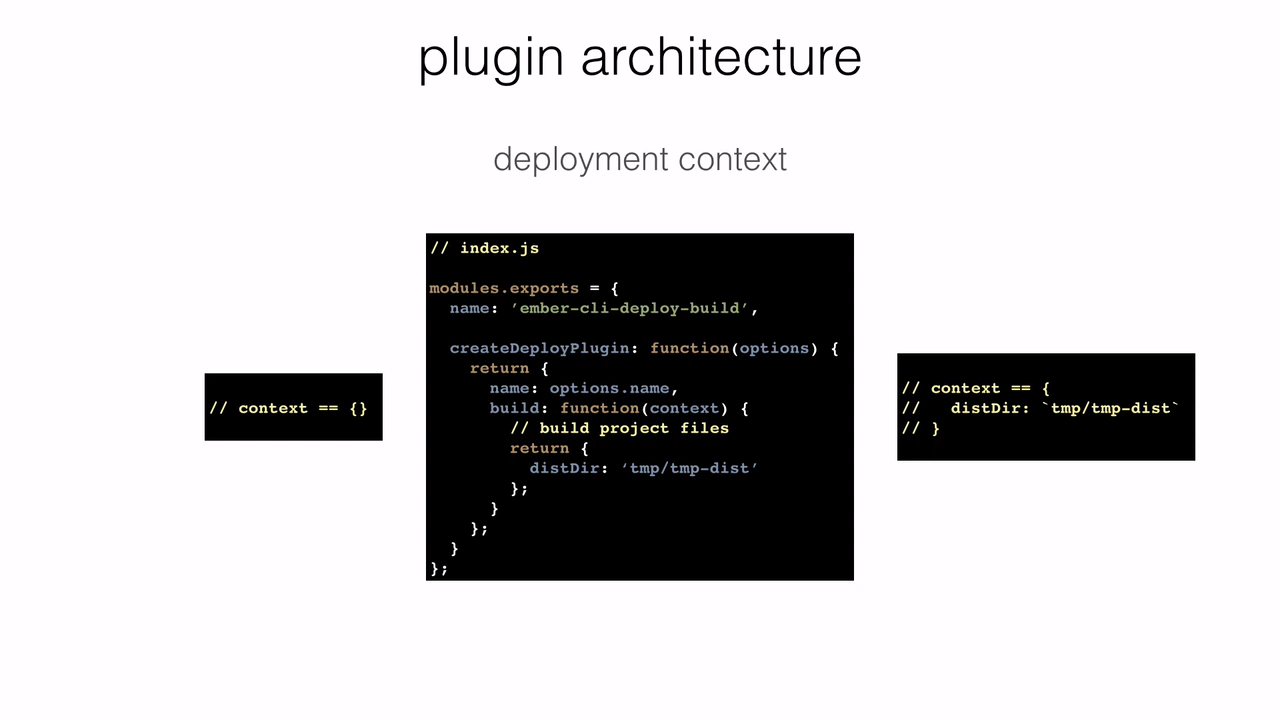 plugin architecture
deployment context
// context == {}
// index.js
modules.exports = {
  name: ’ember-cli-deploy-build’,
  createDeployPlugin: function(options) {
    return {
      name: options.name,
      build: function(context) {
        // build project files
        return {
          distDir: ‘tmp/tmp-dist’
        };
      }
    };
  }
};
// context == {
//   distDir: `tmp/tmp-dist`
// }